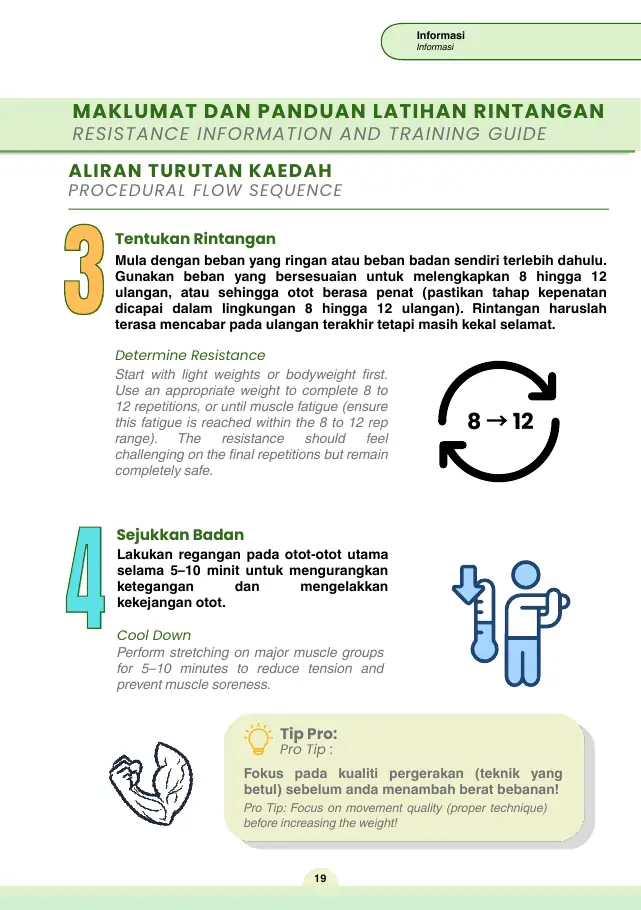 Informasi
Informasi
MAKLUMAT DAN PANDUAN LATIHAN RINTANGAN
RESISTANCE INFORMATION AND TRAINING GUIDE
ALIRAN TURUTAN KAEDAH
PROCEDURAL FLOW SEQUENCE
3
Tentukan Rintangan
Mula dengan beban yang ringan atau beban badan sendiri terlebih dahulu.
Gunakan beban yang bersesuaian untuk melengkapkan 8 hingga 12
ulangan, atau sehingga otot berasa penat (pastikan tahap kepenatan
dicapai dalam lingkungan 8 hingga 12 ulangan). Rintangan haruslah
terasa mencabar pada ulangan terakhir tetapi masih kekal selamat.
Determine Resistance
Start with light weights or bodyweight first.
Use an appropriate weight to complete 8 to
12 repetitions, or until muscle fatigue (ensure
this fatigue is reached within the 8 to 12 rep
range). The resistance should feel
challenging on the final repetitions but remain
completely safe.
8 → 12
4
Sejukkan Badan
Lakukan regangan pada otot-otot utama
selama 5–10 minit untuk mengurangkan
ketegangan dan mengelakkan
kekejangan otot.
Cool Down
Perform stretching on major muscle groups
for 5–10 minutes to reduce tension and
prevent muscle soreness.
Tip Pro:
Pro Tip :
Fokus pada kualiti pergerakan (teknik yang
betul) sebelum anda menambah berat bebanan!
Pro Tip: Focus on movement quality (proper technique)
before increasing the weight!
19